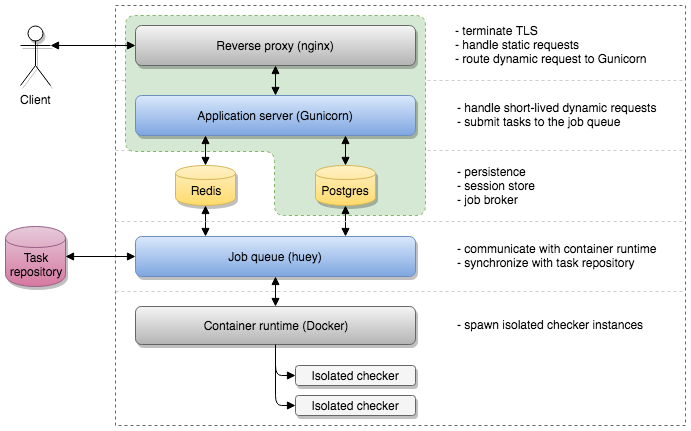 Reverse proxy (nginx)
- terminate TLS
- handle static requests
- route dynamic request to Gunicorn
Client
Application server (Gunicorn)
- handle short-lived dynamic requests
- submit tasks to the job queue
Redis
Postgres
- persistence
- session store
- job broker
Task
repository
Job queue (huey)
- communicate with container runtime
- synchronize with task repository
Container runtime (Docker)
- spawn isolated checker instances
Isolated checker
Isolated checker